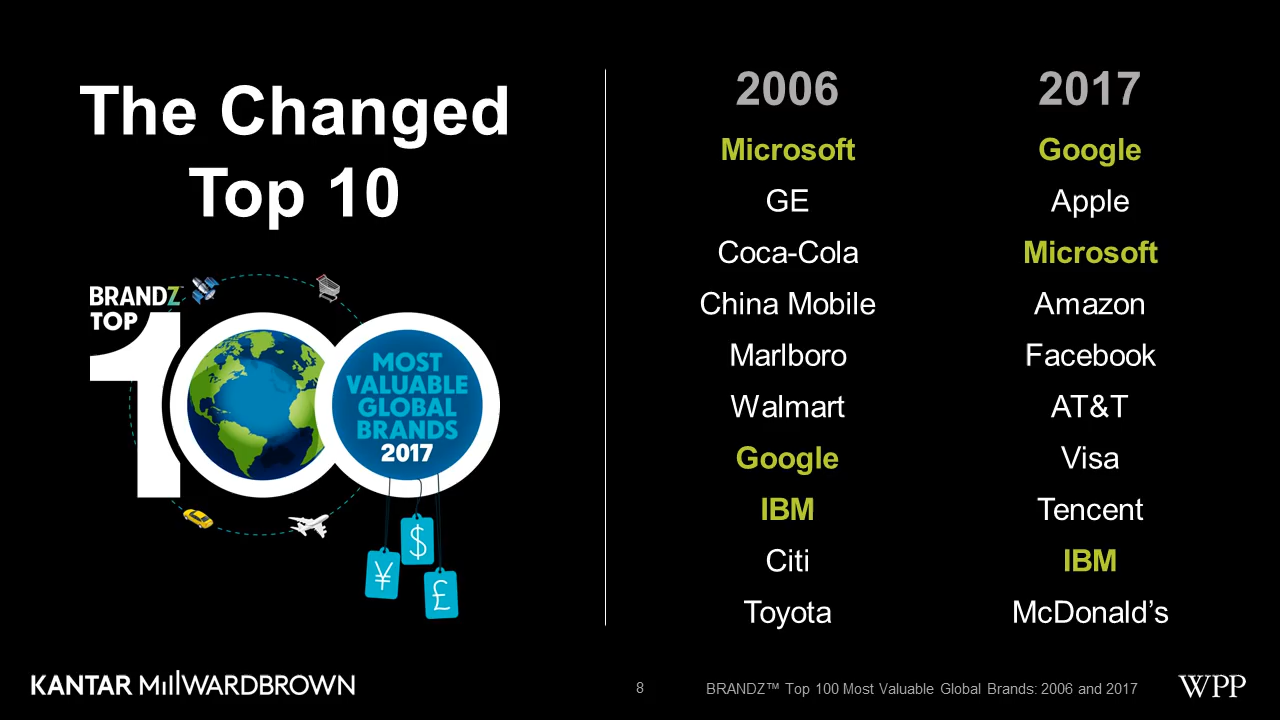 The Changed
Top 10
BRANDZ™
TOP
100
MOST
VALUABLE
GLOBAL
BRANDS
2017
¥
$
£
2006
Microsoft
GE
Coca-Cola
China Mobile
Marlboro
Walmart
Google
IBM
Citi
Toyota
2017
Google
Apple
Microsoft
Amazon
Facebook
AT&T
Visa
Tencent
IBM
McDonald’s
KANTAR MillWARDBROWN
8
BRANDZ™ Top 100 Most Valuable Global Brands: 2006 and 2017
WPP